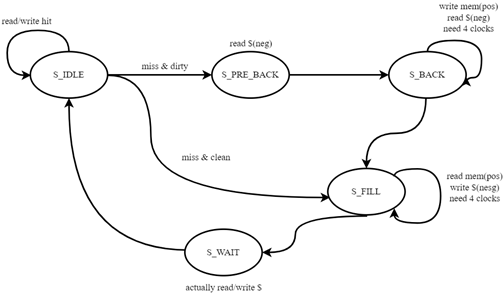 read/write hit
S_IDLE
miss & dirty
read $(neg)
S_PRE_BACK
write mem(pos)
read $(neg)
need 4 clocks
S_BACK
miss & clean
S_FILL
read mem(pos)
write $(nesg)
need 4 clocks
S_WAIT
actually read/write $